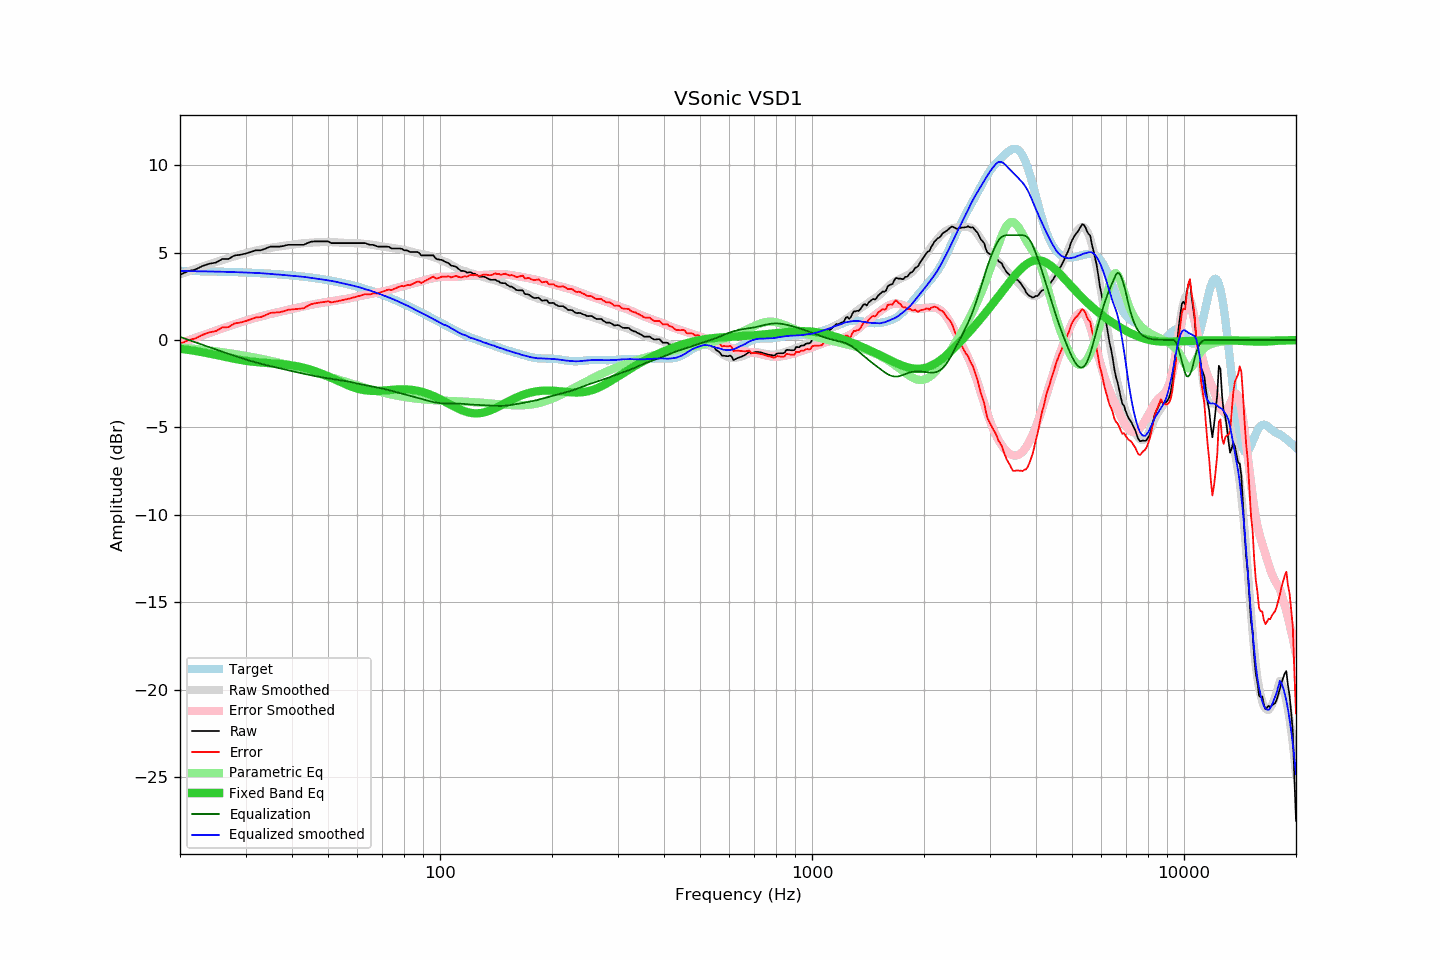 VSonic VSD1
10
5
0
−5
−10
−15
−20
−25
Amplitude (dBr)
Target
Raw Smoothed
Error Smoothed
Raw
Error
Parametric Eq
Fixed Band Eq
Equalization
Equalized smoothed
100 1000 10000
Frequency (Hz)